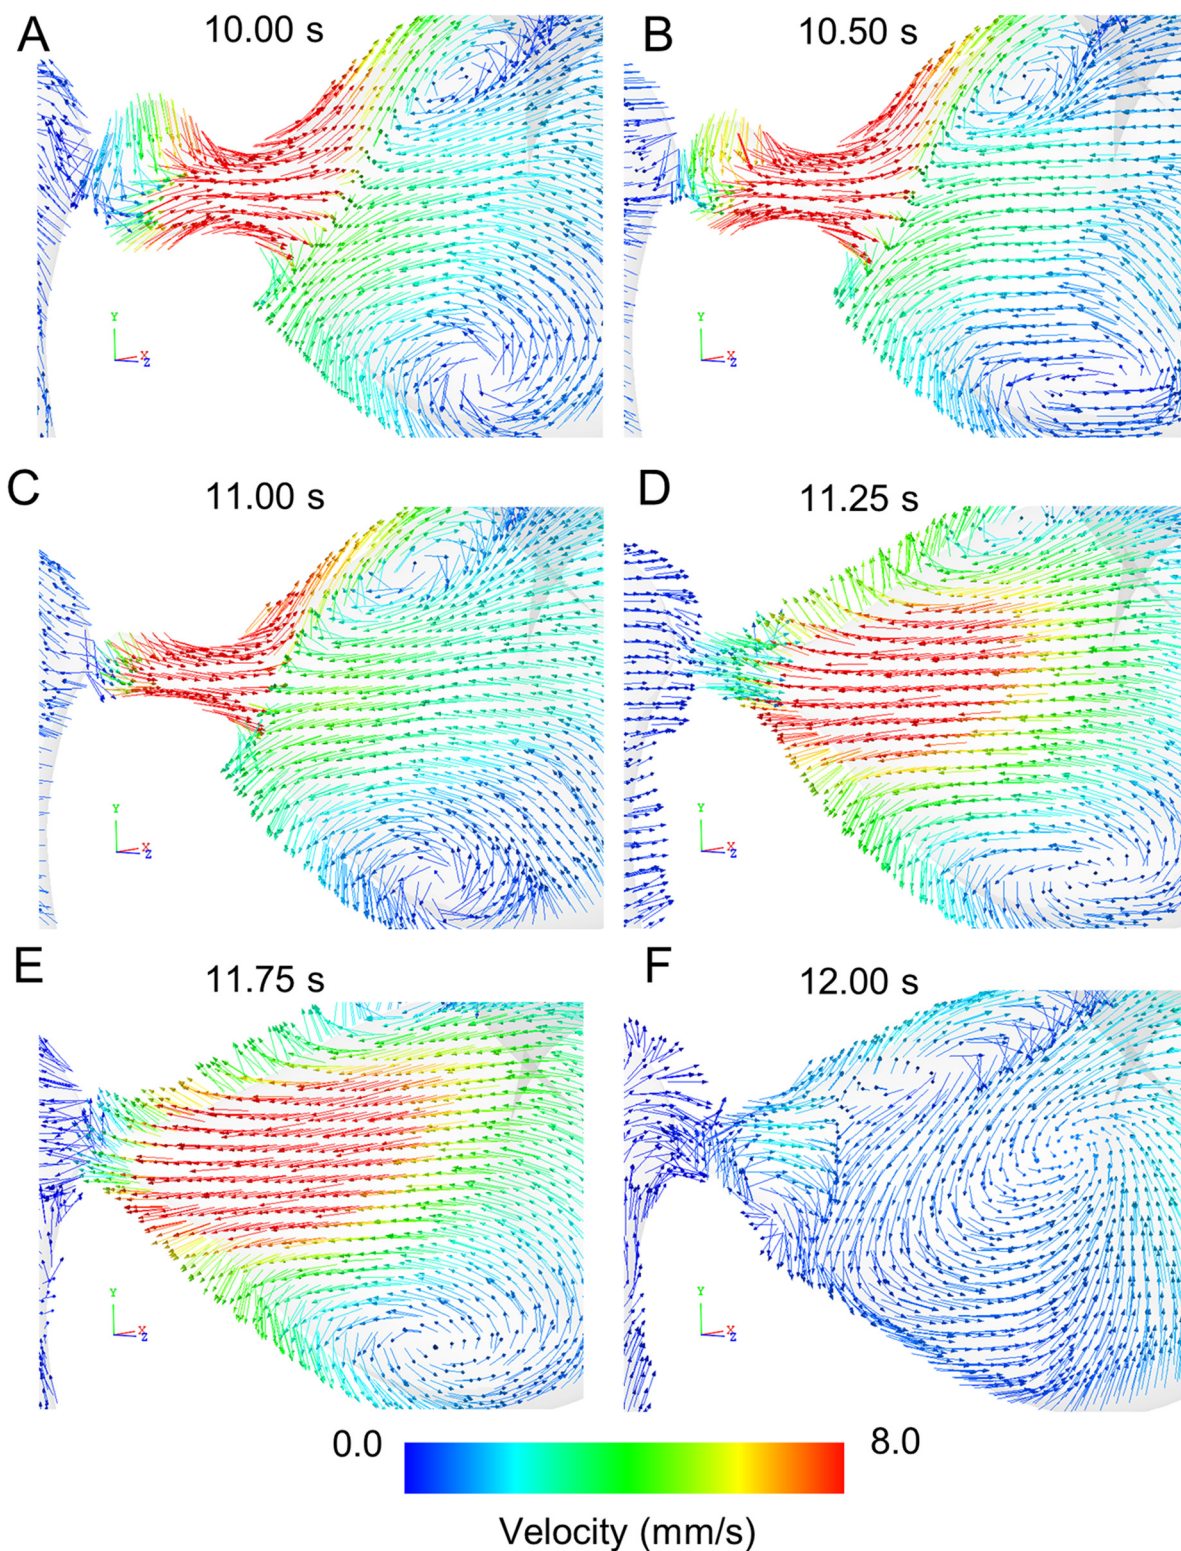 A
10.00 s
B
10.50 s
Y
X
Z
Y
X
Z
C
11.00 s
D
11.25 s
Y
X
Z
Y
X
Z
E
11.75 s
F
12.00 s
Y
X
Z
Y
X
Z
0.0
8.0
Velocity (mm/s)